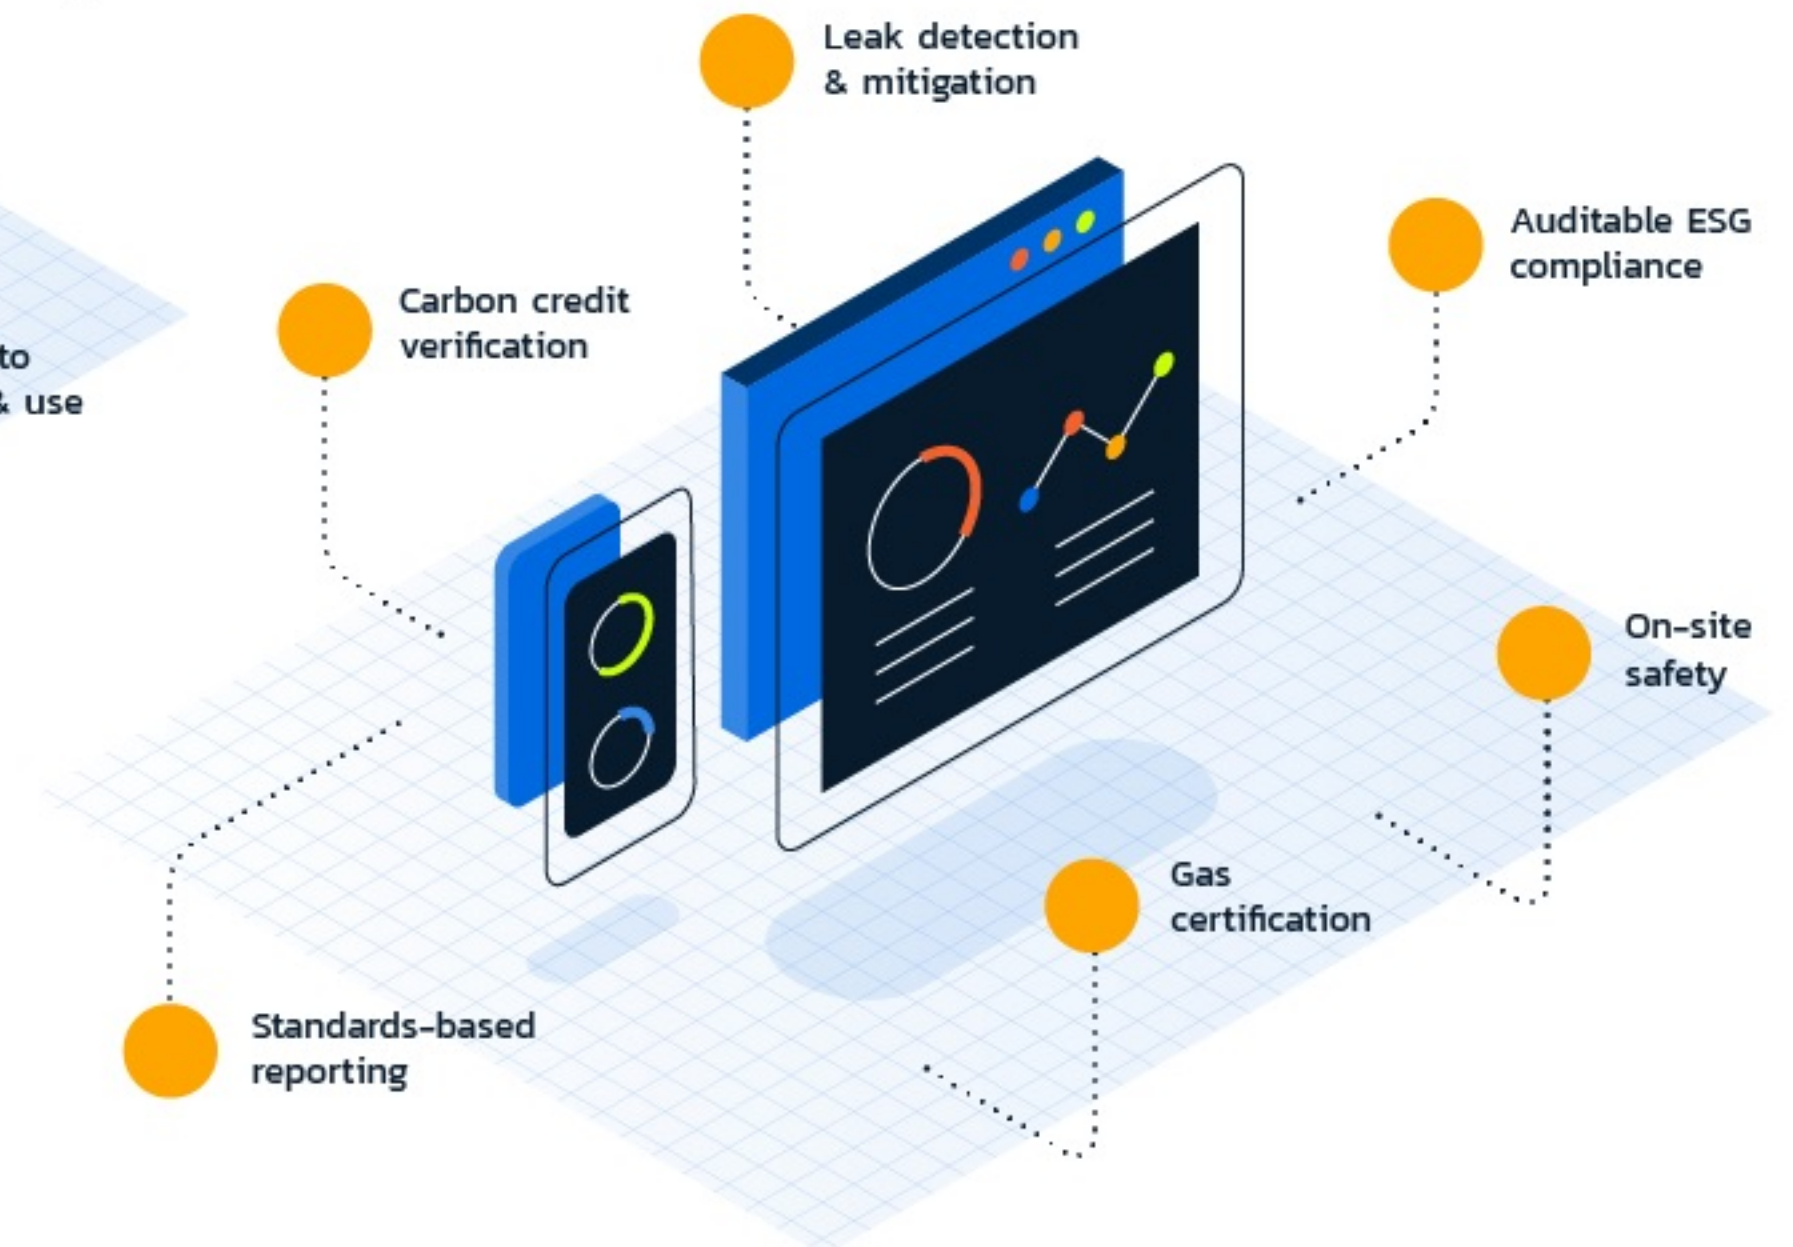 Leak detection
& mitigation
Auditable ESG
compliance
Carbon credit
verification
to
& use
On-site
safety
Gas
certification
Standards-based
reporting